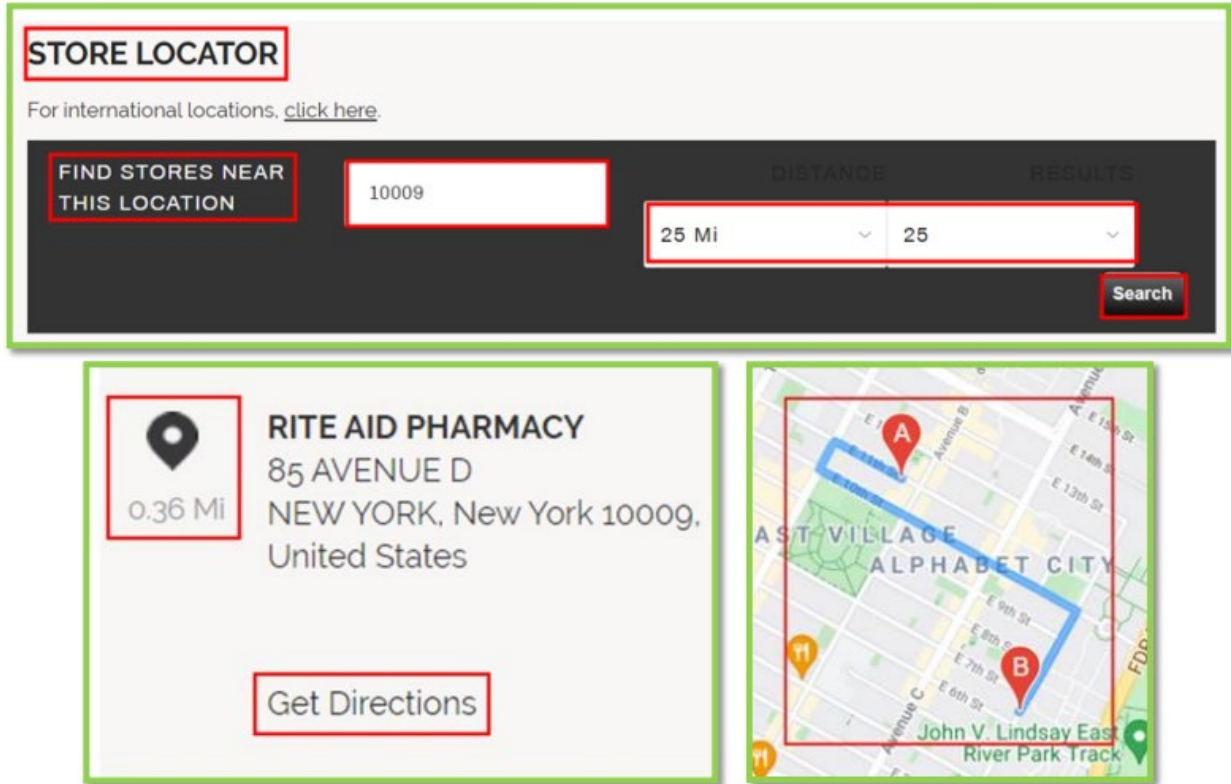 STORE LOCATOR
For international locations, click here.
FIND STORES NEAR
THIS LOCATION
10009
DISTANCE
RESULTS
25 Mi
25
Search
0.36 Mi
RITE AID PHARMACY
85 AVENUE D
NEW YORK, New York 10009,
United States
Get Directions
A
Avenue B
Avenue
E 15th St
E 14th St
E 13th St
E 11th St
E 10th St
AST VILLAGE
ALPHABET CITY
E 9th St
E 8th St
E 7th St
E 6th St
B
Avenue C
FDR
John V. Lindsay East
River Park Track